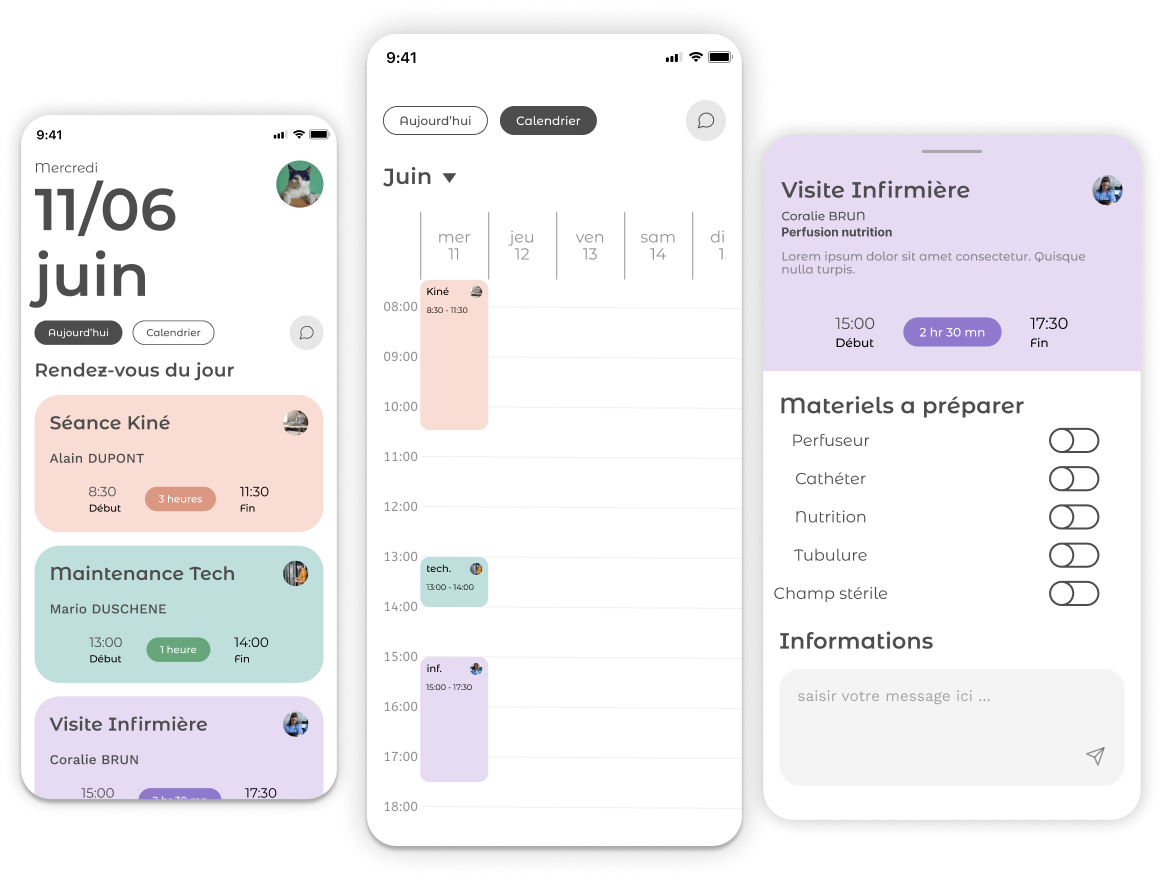 9:41
Mercredi
11/06
juin
Aujourd'hui
Calendrier
Rendez-vous du jour
Séance Kiné
Alain DUPONT
8:30 3 heures 11:30
Début Fin
Maintenance Tech
Mario DUSCHENE
13:00 1 heure 14:00
Début Fin
Visite Infirmière
Coralie BRUN
15:00 2 hr 30 mn 17:30
9:41
Aujourd'hui
Calendrier
Juin
mer jeu ven sam di
11 12 13 14 1
Kiné
8:30 - 11:30
08:00
09:00
10:00
11:00
12:00
13:00
tech.
13:00 - 14:00
14:00
15:00
inf.
15:00 - 17:30
16:00
17:00
18:00
Visite Infirmière
Coralie BRUN
Perfusion nutrition
Lorem ipsum dolor sit amet consectetur. Quisque
nulla turpis.
15:00 2 hr 30 mn 17:30
Début Fin
Materiels a préparer
Perfuseur
Cathéter
Nutrition
Tubulure
Champ stérile
Informations
saisir votre message ici ...